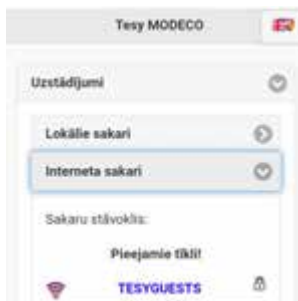 Tesy MODECO
Uzstādījumi
Lokālie sakari
Interneta sakari
Sakaru stāvoklis:
Pieejamie tīkli!
TESYGUESTS